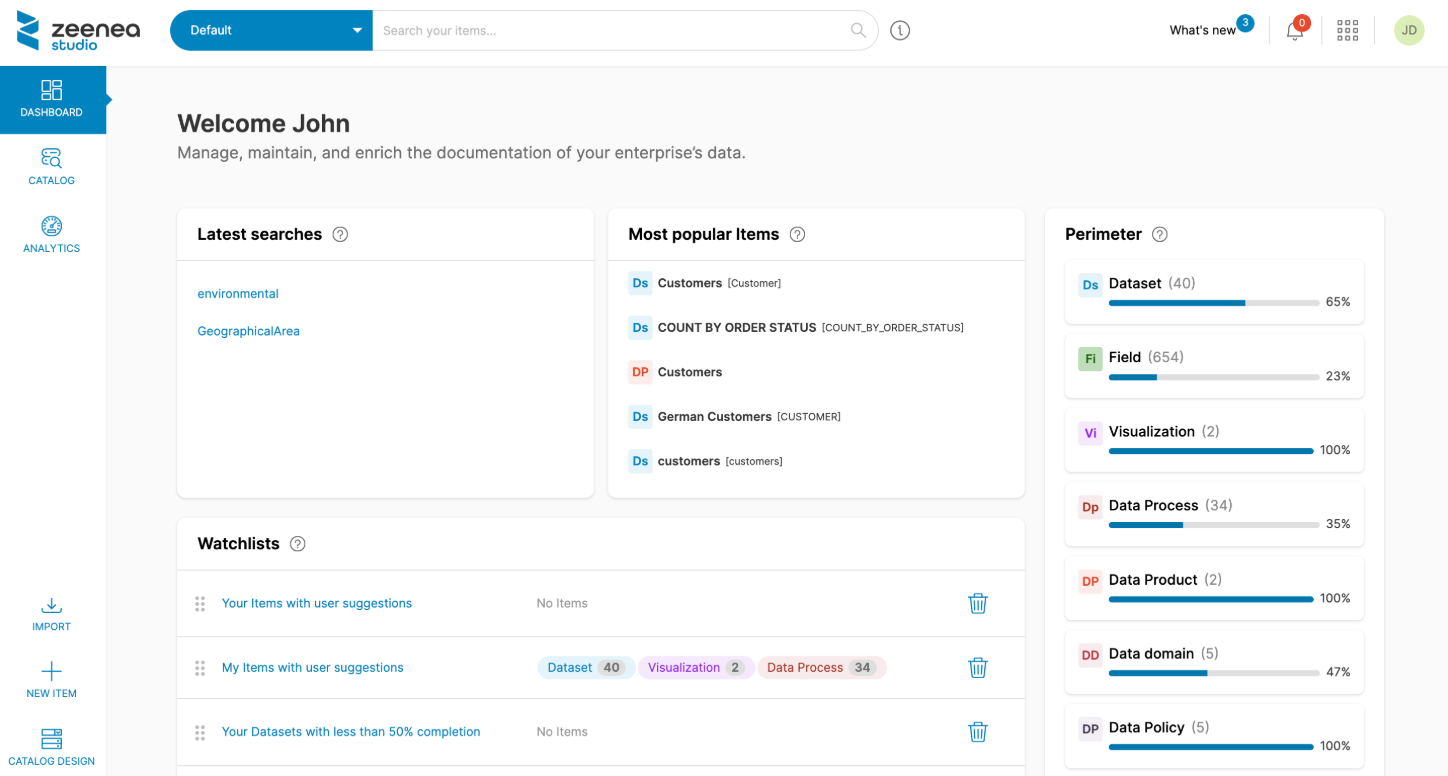 zeenea
studio
Default
Search your items...
What's new
3
0
JD
DASHBOARD
CATALOG
ANALYTICS
IMPORT
NEW ITEM
CATALOG DESIGN
Welcome John
Manage, maintain, and enrich the documentation of your enterprise’s data.
Latest searches ?
environmental
GeographicalArea
Most popular Items ?
Ds Customers [Customer]
Ds COUNT BY ORDER STATUS [COUNT_BY_ORDER_STATUS]
DP Customers
Ds German Customers [CUSTOMER]
Ds customers [customers]
Watchlists ?
Your Items with user suggestions No Items
My Items with user suggestions Dataset 40 Visualization 2 Data Process 34
Your Datasets with less than 50% completion No Items
Perimeter ?
Ds Dataset (40)
65%
Fi Field (654)
23%
Vi Visualization (2)
100%
Dp Data Process (34)
35%
DP Data Product (2)
100%
DD Data domain (5)
47%
DP Data Policy (5)
100%